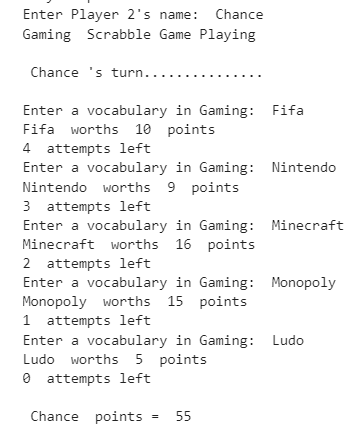 Enter Player 2's name:  Chance
Gaming  Scrabble Game Playing
Chance 's turn...............
Enter a vocabulary in Gaming:  Fifa
Fifa  worths  10  points
4  attempts left
Enter a vocabulary in Gaming:  Nintendo
Nintendo  worths  9  points
3  attempts left
Enter a vocabulary in Gaming:  Minecraft
Minecraft  worths  16  points
2  attempts left
Enter a vocabulary in Gaming:  Monopoly
Monopoly  worths  15  points
1  attempts left
Enter a vocabulary in Gaming:  Ludo
Ludo  worths  5  points
0  attempts left
Chance  points =  55